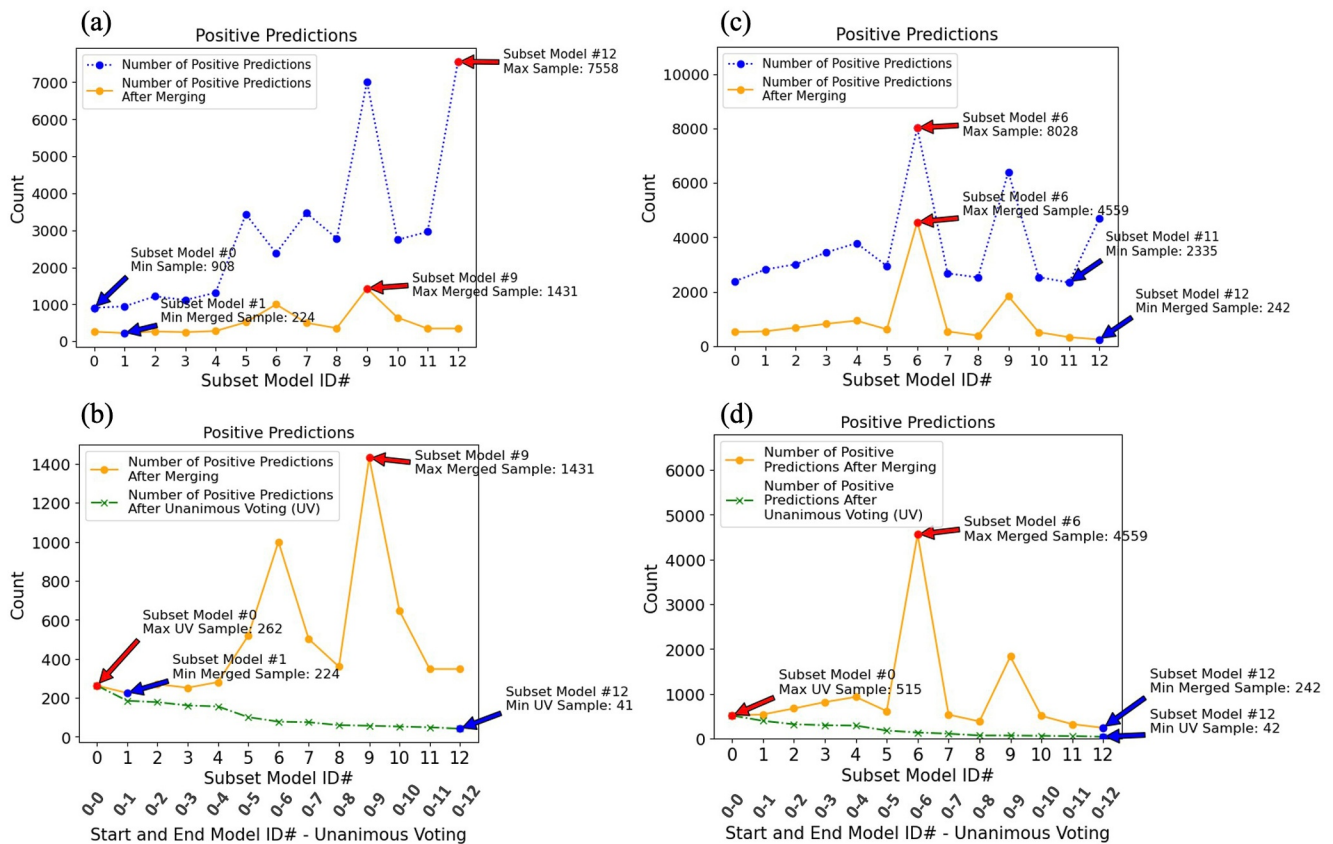 (a)
Positive Predictions
Number of Positive Predictions
Number of Positive Predictions
After Merging
Subset Model #12
Max Sample: 7558
Subset Model #0
Min Sample: 908
Subset Model #1
Min Merged Sample: 224
Subset Model #9
Max Merged Sample: 1431
Count
7000
6000
5000
4000
3000
2000
1000
0
0 1 2 3 4 5 6 7 8 9 10 11 12
Subset Model ID#
(c)
Positive Predictions
Number of Positive Predictions
Number of Positive Predictions
After Merging
Subset Model #6
Max Sample: 8028
Subset Model #6
Max Merged Sample: 4559
Subset Model #11
Min Sample: 2335
Subset Model #12
Min Merged Sample: 242
Count
10000
8000
6000
4000
2000
0
0 1 2 3 4 5 6 7 8 9 10 11 12
Subset Model ID#
(b)
Positive Predictions
Number of Positive Predictions
After Merging
Number of Positive Predictions
After Unanimous Voting (UV)
Subset Model #9
Max Merged Sample: 1431
Subset Model #0
Max UV Sample: 262
Subset Model #1
Min Merged Sample: 224
Subset Model #12
Min UV Sample: 41
Count
1400
1200
1000
800
600
400
200
0
0 1 2 3 4 5 6 7 8 9 10 11 12
Subset Model ID#
0-0 0-1 0-2 0-3 0-4 0-5 0-6 0-7 0-8 0-9 0-10 0-11 0-12
Start and End Model ID# - Unanimous Voting
(d)
Positive Predictions
Number of Positive
Predictions After Merging
Number of Positive
Predictions After
Unanimous Voting (UV)
Subset Model #6
Max Merged Sample: 4559
Subset Model #0
Max UV Sample: 515
Subset Model #12
Min Merged Sample: 242
Subset Model #12
Min UV Sample: 42
Count
6000
5000
4000
3000
2000
1000
0
0 1 2 3 4 5 6 7 8 9 10 11 12
Subset Model ID#
0-0 0-1 0-2 0-3 0-4 0-5 0-6 0-7 0-8 0-9 0-10 0-11 0-12
Start and End Model ID# - Unanimous Voting